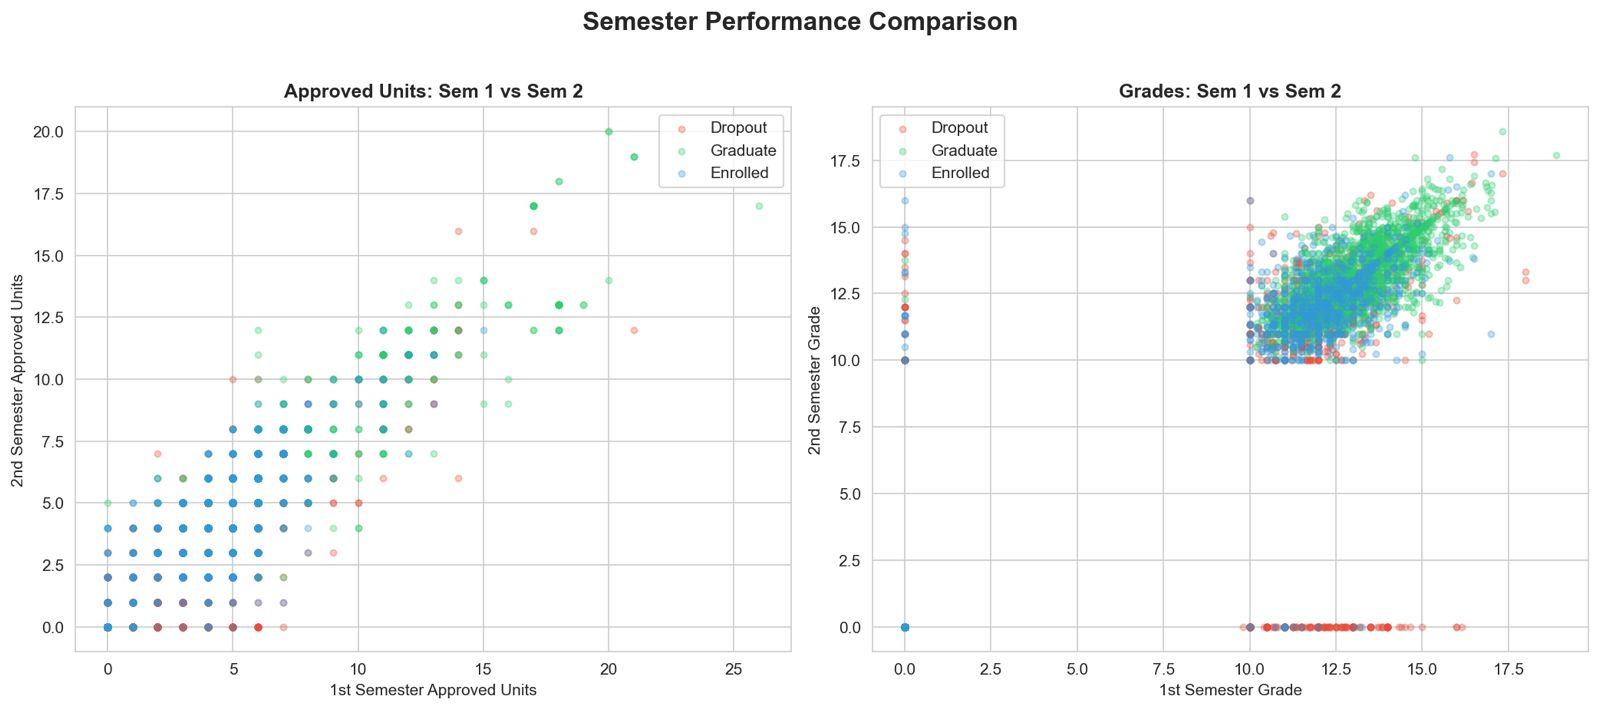 Semester Performance Comparison
Approved Units: Sem 1 vs Sem 2
Dropout
Graduate
Enrolled
20.0
17.5
15.0
12.5
10.0
7.5
5.0
2.5
0.0
2nd Semester Approved Units
0 5 10 15 20 25
1st Semester Approved Units
Grades: Sem 1 vs Sem 2
Dropout
Graduate
Enrolled
17.5
15.0
12.5
10.0
7.5
5.0
2.5
0.0
2nd Semester Grade
0.0 2.5 5.0 7.5 10.0 12.5 15.0 17.5
1st Semester Grade